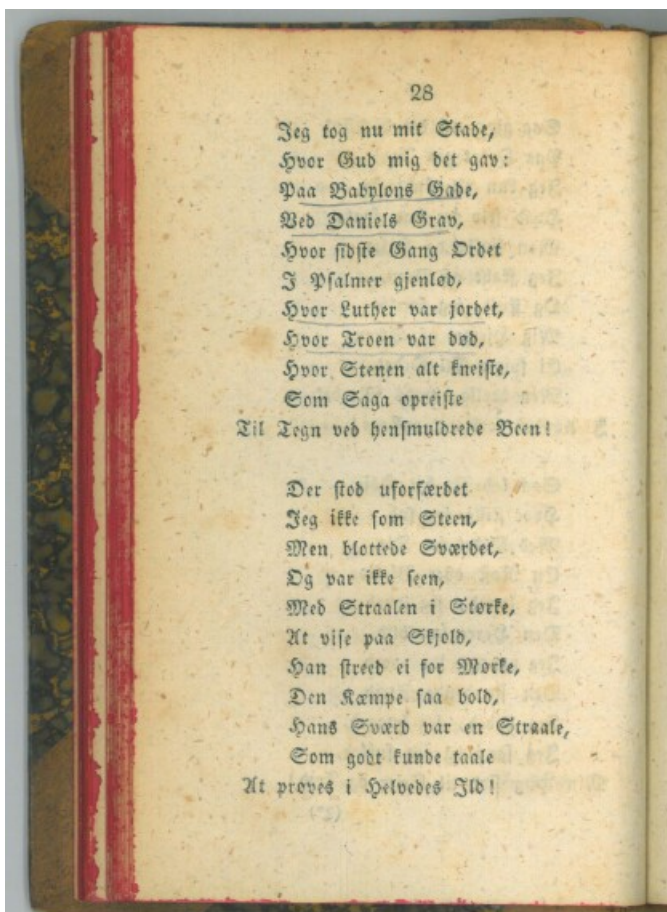 28
Jeg tog nu mit Stade,
Hvor Gud mig det gav:
Paa Babylons Gade,
Ved Daniels Grav,
Hvor sidste Gang Ordet
I Psalmer gjenlød,
Hvor Luther var jordet,
Hvor Troen var død,
Hvor Stenen alt kneiste,
Som Saga opreiste
Til Tegn ved hensmuldrede Been!
Der stod uforfærdet
Jeg ikke som Steen,
Men blottede Sværdet,
Og var ikke seen,
Med Straalen i Størke,
At vise paa Skjold,
Han streed ei for Mørke,
Den Kæmpe saa bold,
Hans Sværd var en Straale,
Som godt kunde taale
At prøves i Helvedes Ild!